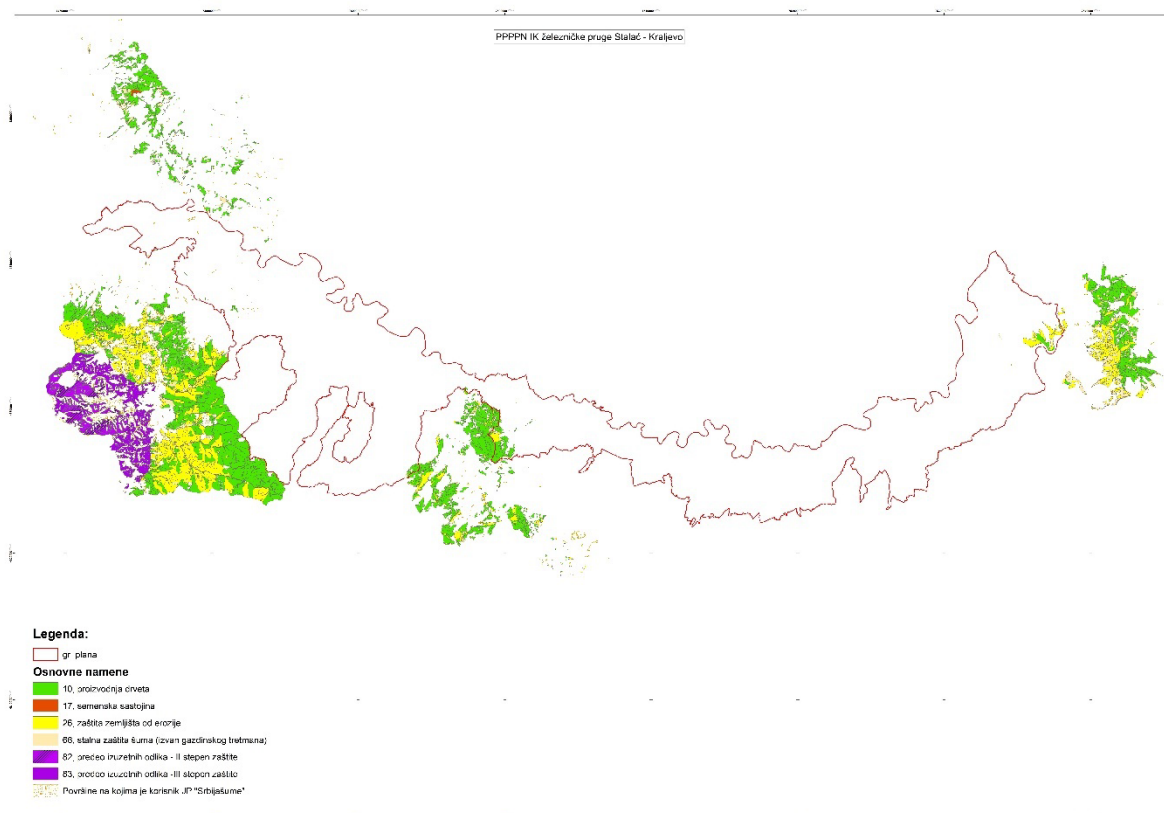 PPPPN IK železničke pruge Stalać - Kraljevo
Legenda:
gr plana
Osnovne namene
10, proizvodnja drveta
17, semenska sastojina
26, zaštita zemljišta od erozije
66, stalna zaštita šuma (izvan gazdinskog tretmana)
82, predeo izuzetnih odlika - II stepen zaštite
83, predeo izuzetnih odlika -III stepen zaštite
Površine na kojima je korisnik JP "Srbijašume"